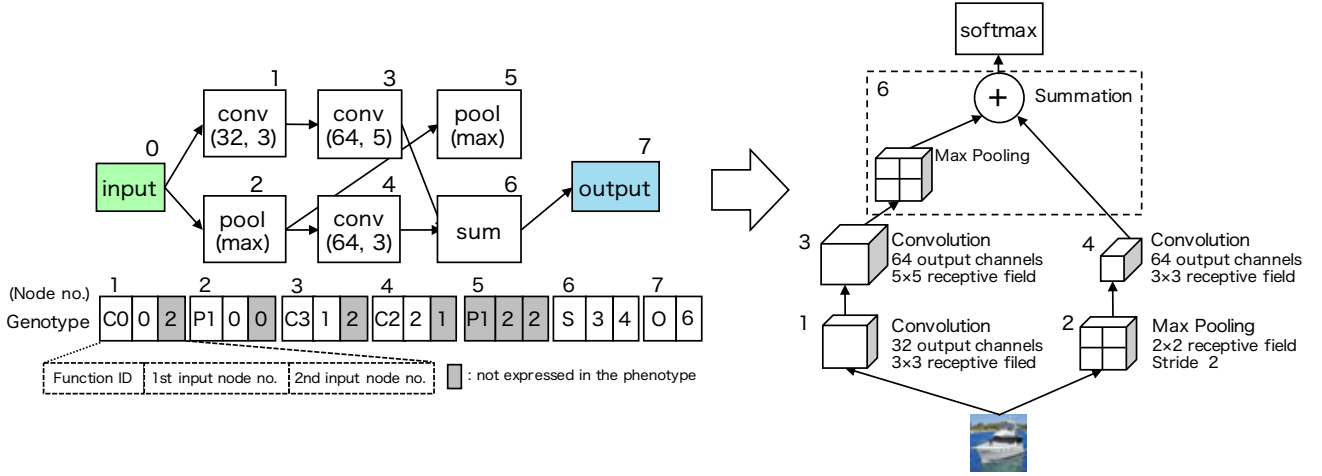 0
input
1
conv
(32, 3)
2
pool
(max)
3
conv
(64, 5)
4
conv
(64, 3)
5
pool
(max)
6
sum
7
output
(Node no.) 1 2 3 4 5 6 7
Genotype C0 0 2 P1 0 0 C3 1 2 C2 2 1 P1 2 2 S 3 4 O 6
Function ID 1st input node no. 2nd input node no.
: not expressed in the phenotype
softmax
6
+
Summation
Max Pooling
3
Convolution
64 output channels
5×5 receptive field
4
Convolution
64 output channels
3×3 receptive field
1
Convolution
32 output channels
3×3 receptive filed
2
Max Pooling
2×2 receptive field
Stride 2